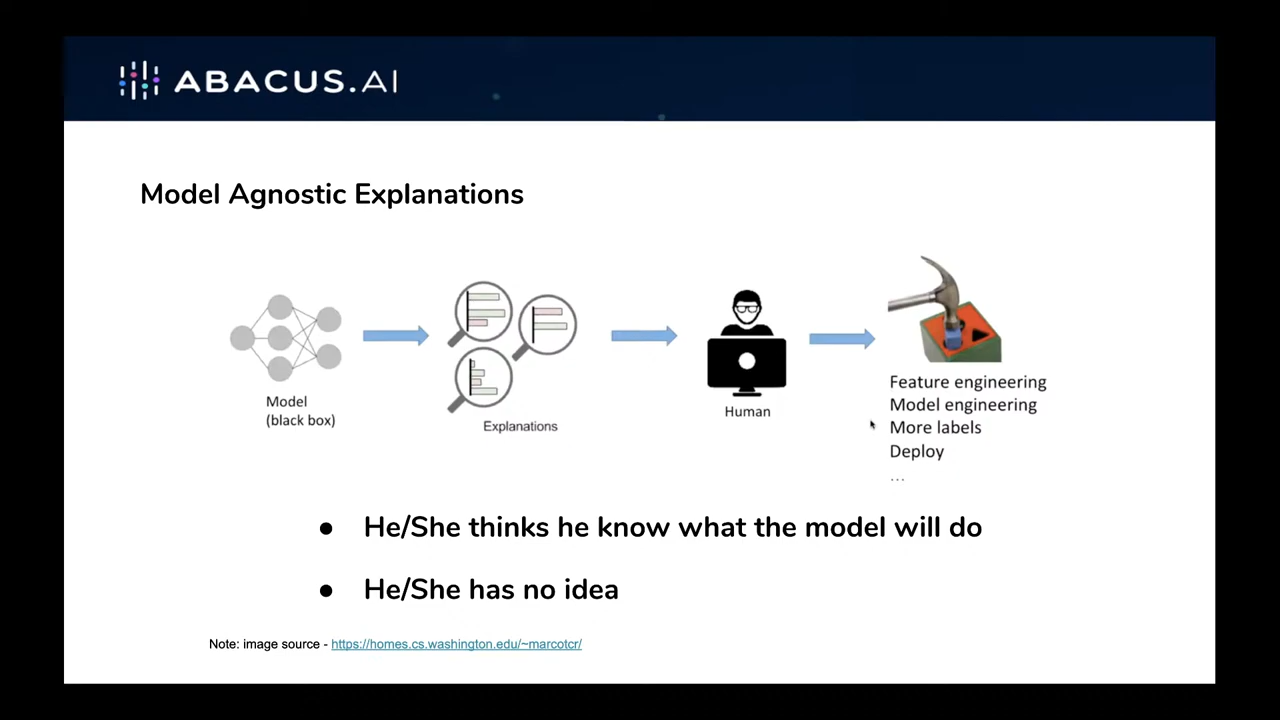 ABACUS.AI
Model Agnostic Explanations
Model
(black box)
Explanations
Human
Feature engineering
Model engineering
More labels
Deploy
...
● He/She thinks he know what the model will do
● He/She has no idea
Note: image source - https://homes.cs.washington.edu/~marcotcr/